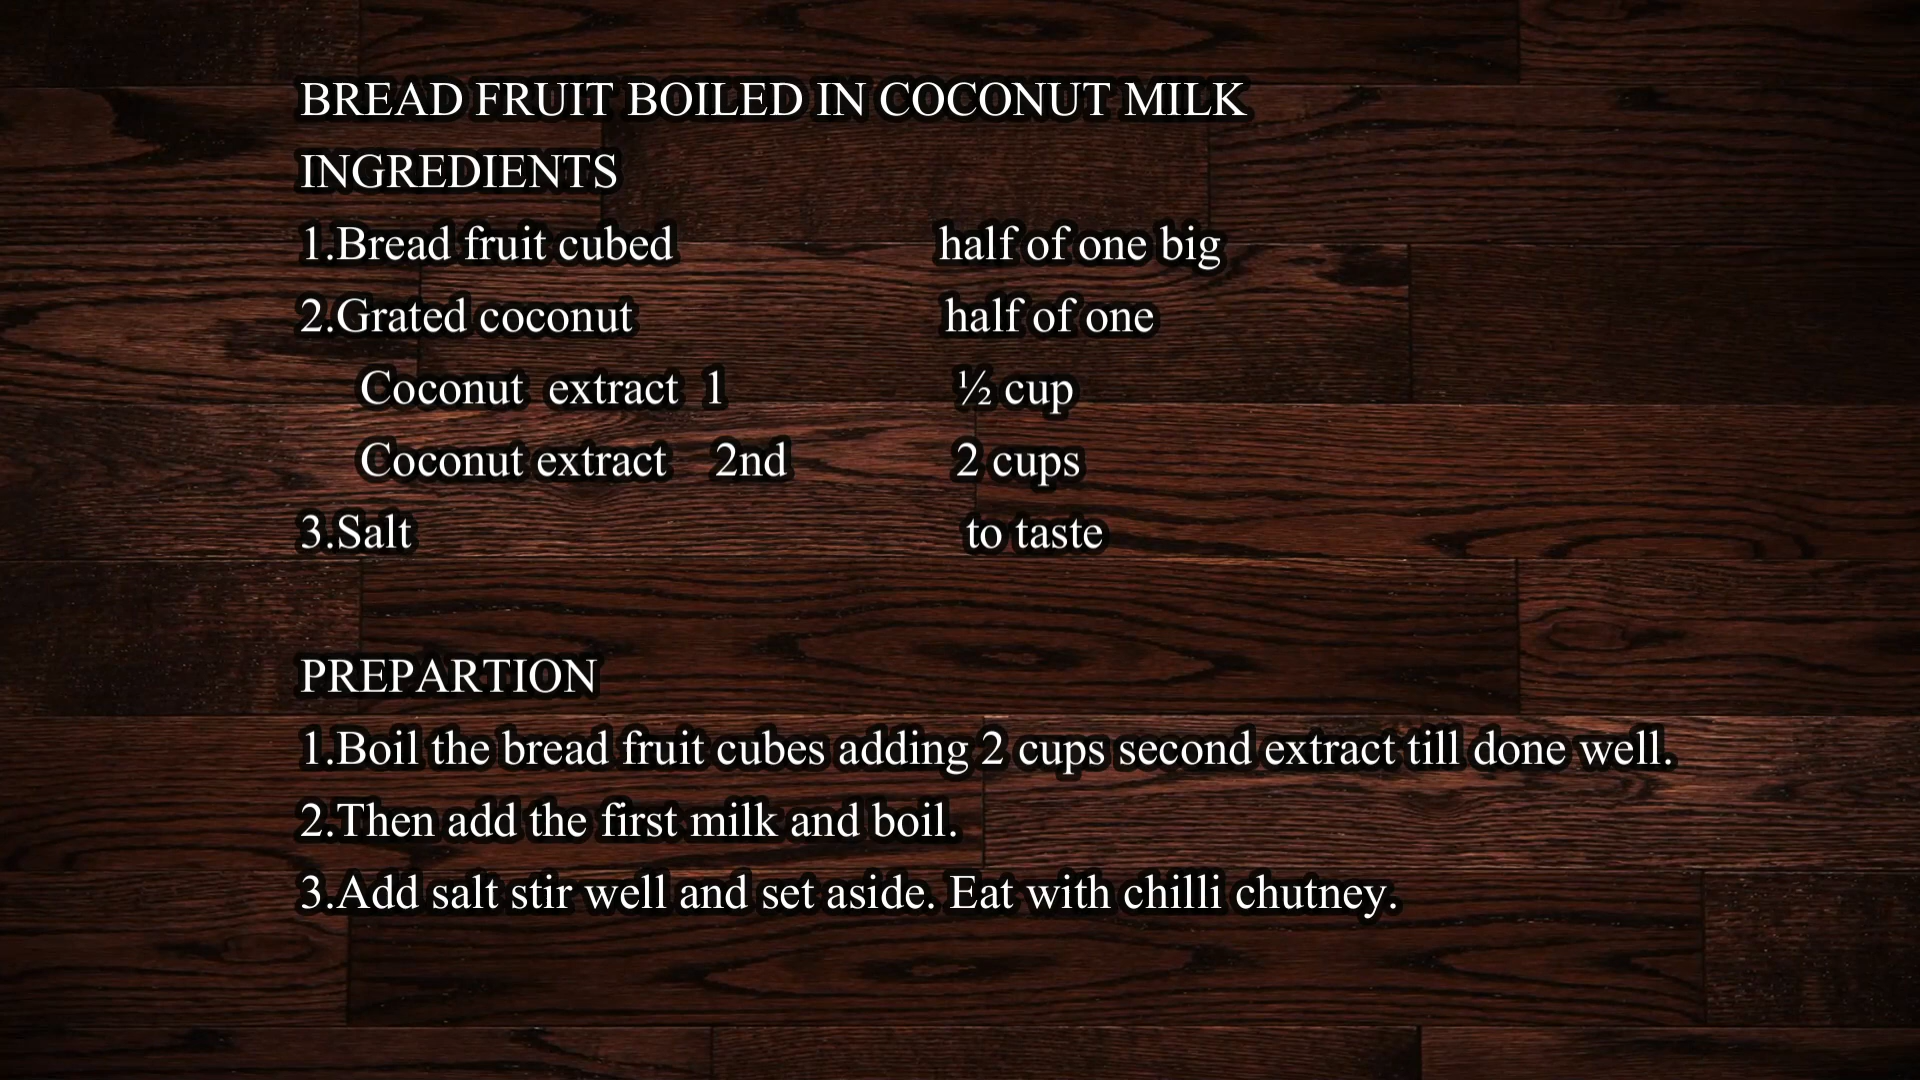 BREAD FRUIT BOILED IN COCONUT MILK
INGREDIENTS
1.Bread fruit cubed half of one big
2.Grated coconut half of one
Coconut extract 1 ½ cup
Coconut extract 2nd 2 cups
3.Salt to taste
PREPARTION
1.Boil the bread fruit cubes adding 2 cups second extract till done well.
2.Then add the first milk and boil.
3.Add salt stir well and set aside. Eat with chilli chutney.